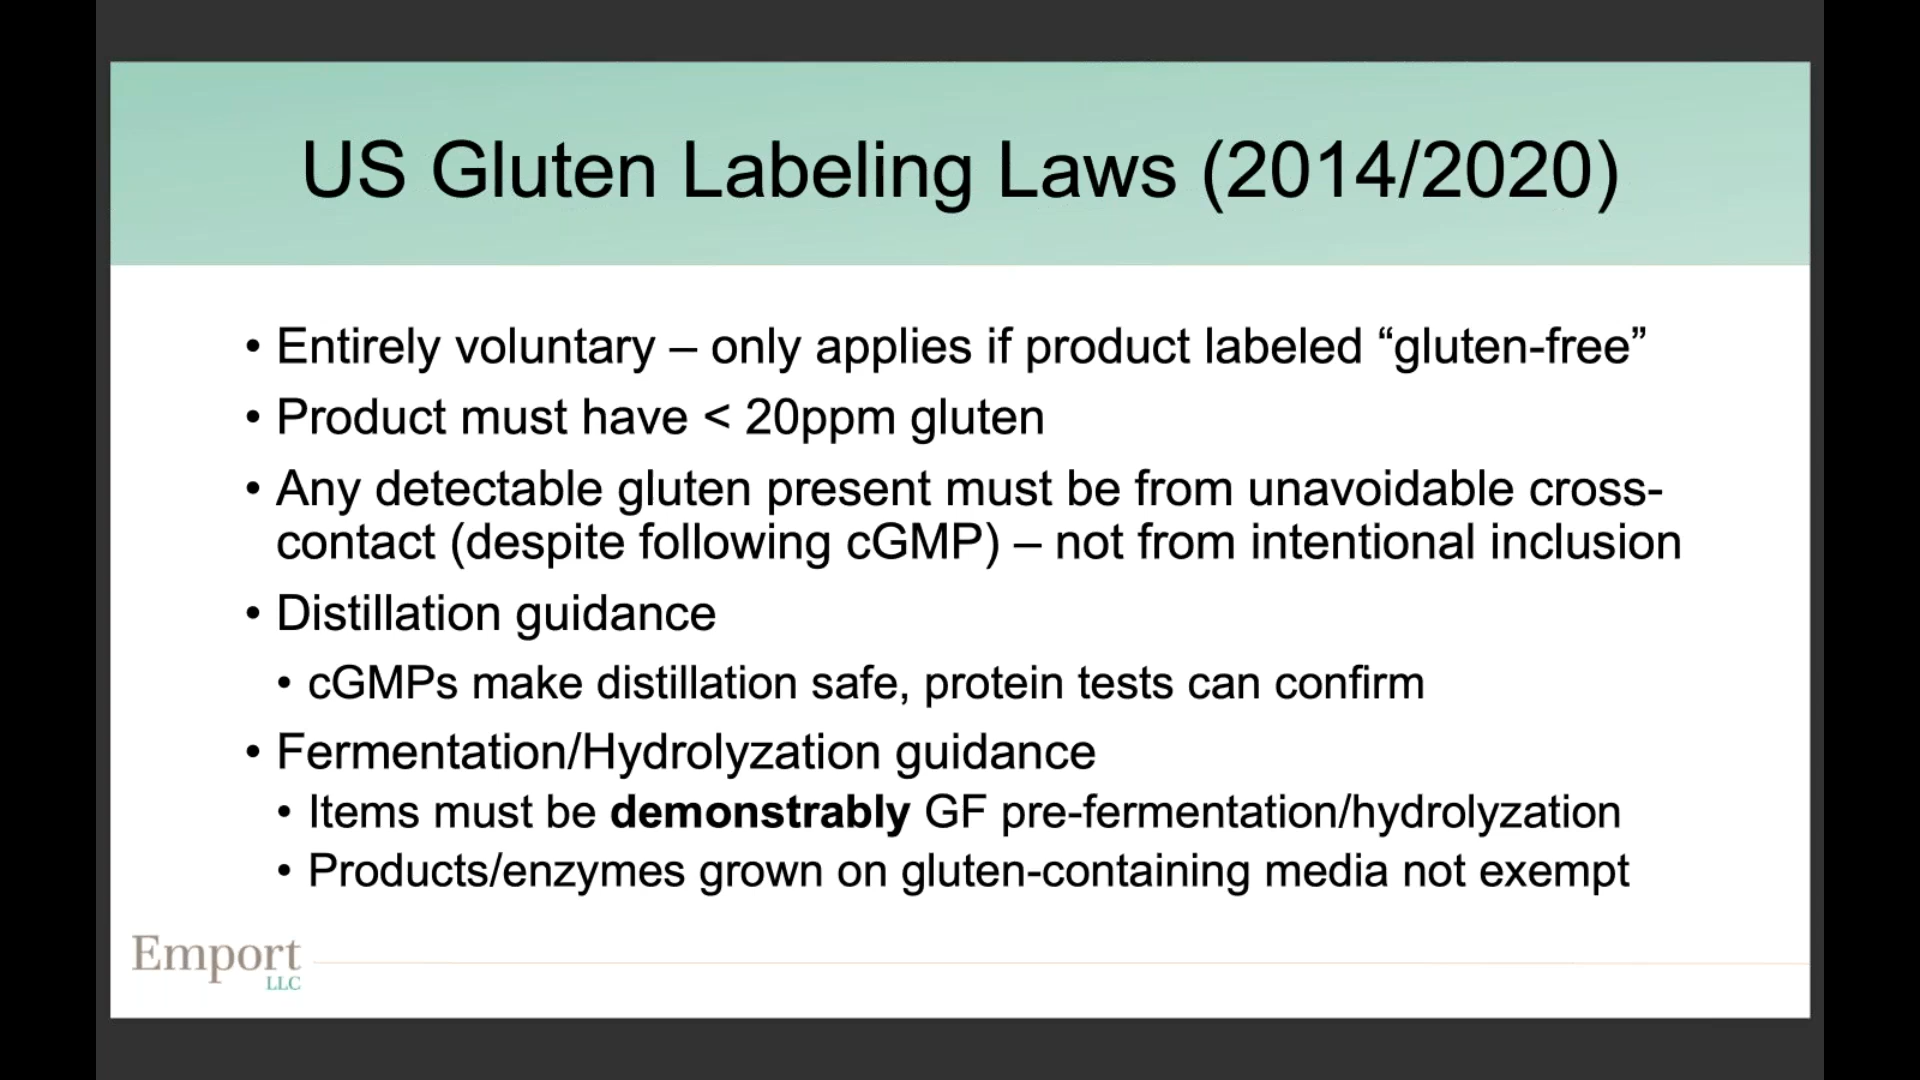 US Gluten Labeling Laws (2014/2020)
• Entirely voluntary – only applies if product labeled “gluten-free”
• Product must have < 20ppm gluten
• Any detectable gluten present must be from unavoidable cross-
contact (despite following cGMP) – not from intentional inclusion
• Distillation guidance
• cGMPs make distillation safe, protein tests can confirm
• Fermentation/Hydrolyzation guidance
• Items must be demonstrably GF pre-fermentation/hydrolyzation
• Products/enzymes grown on gluten-containing media not exempt
Emport
LLC